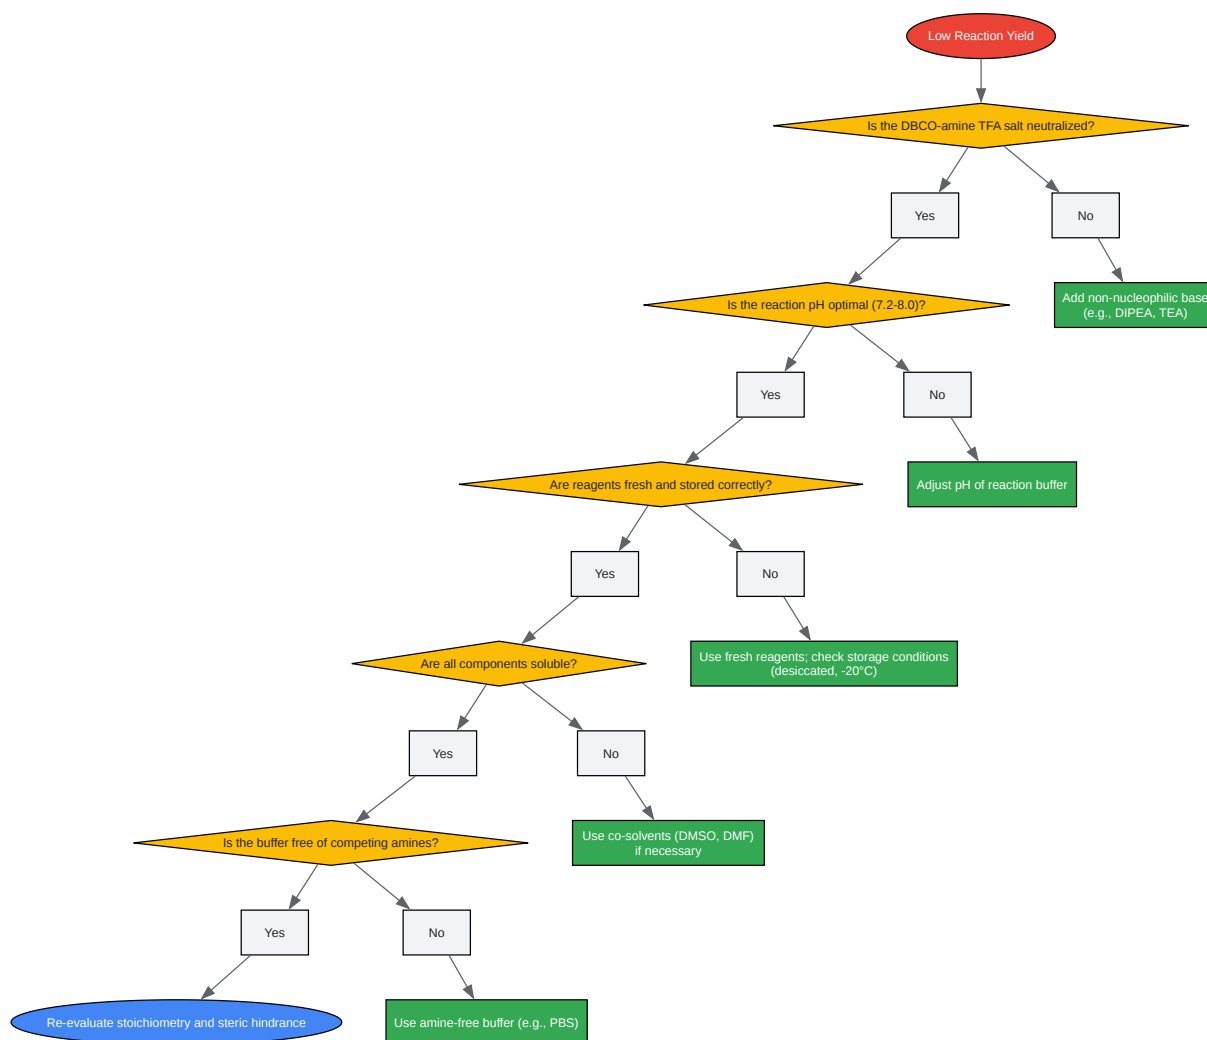 Low Reaction Yield
Is the DBCO-amine TFA salt neutralized?
Yes
No
Is the reaction pH optimal (7.2-8.0)?
Add non-nucleophilic base
(e.g., DIPEA, TEA)
Yes
No
Are reagents fresh and stored correctly?
Adjust pH of reaction buffer
Yes
No
Are all components soluble?
Use fresh reagents; check storage conditions
(desiccated, -20°C)
Yes
No
Is the buffer free of competing amines?
Use co-solvents (DMSO, DMF)
if necessary
Yes
No
Re-evaluate stoichiometry and steric hindrance
Use amine-free buffer (e.g., PBS)